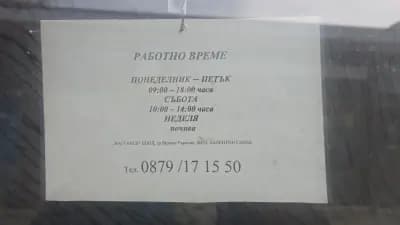 РАБОТНО ВРЕМЕ
ПОНЕДЕЛНИК – ПЕТЪК
09:00 – 18:00 часа
СЪБОТА
10:00 – 14:00 часа
НЕДЕЛЯ
почивен
Тел. 0879 /17 15 50